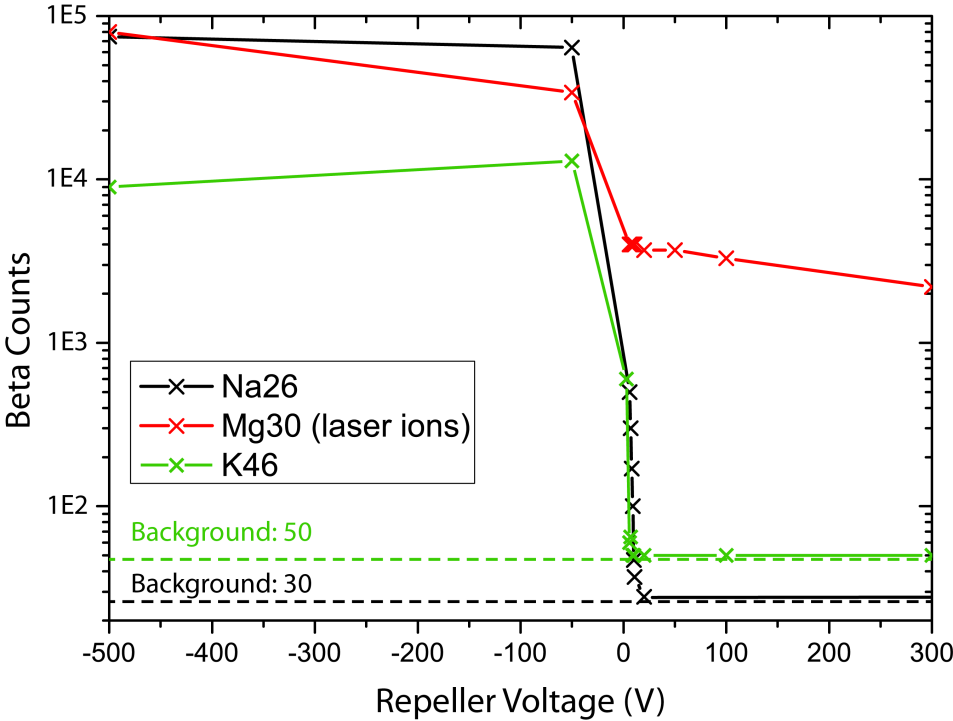 1E5
1E4
1E3
1E2
Beta Counts
Na26
Mg30 (laser ions)
K46
Background: 50
Background: 30
-500 -400 -300 -200 -100 0 100 200 300
Repeller Voltage (V)